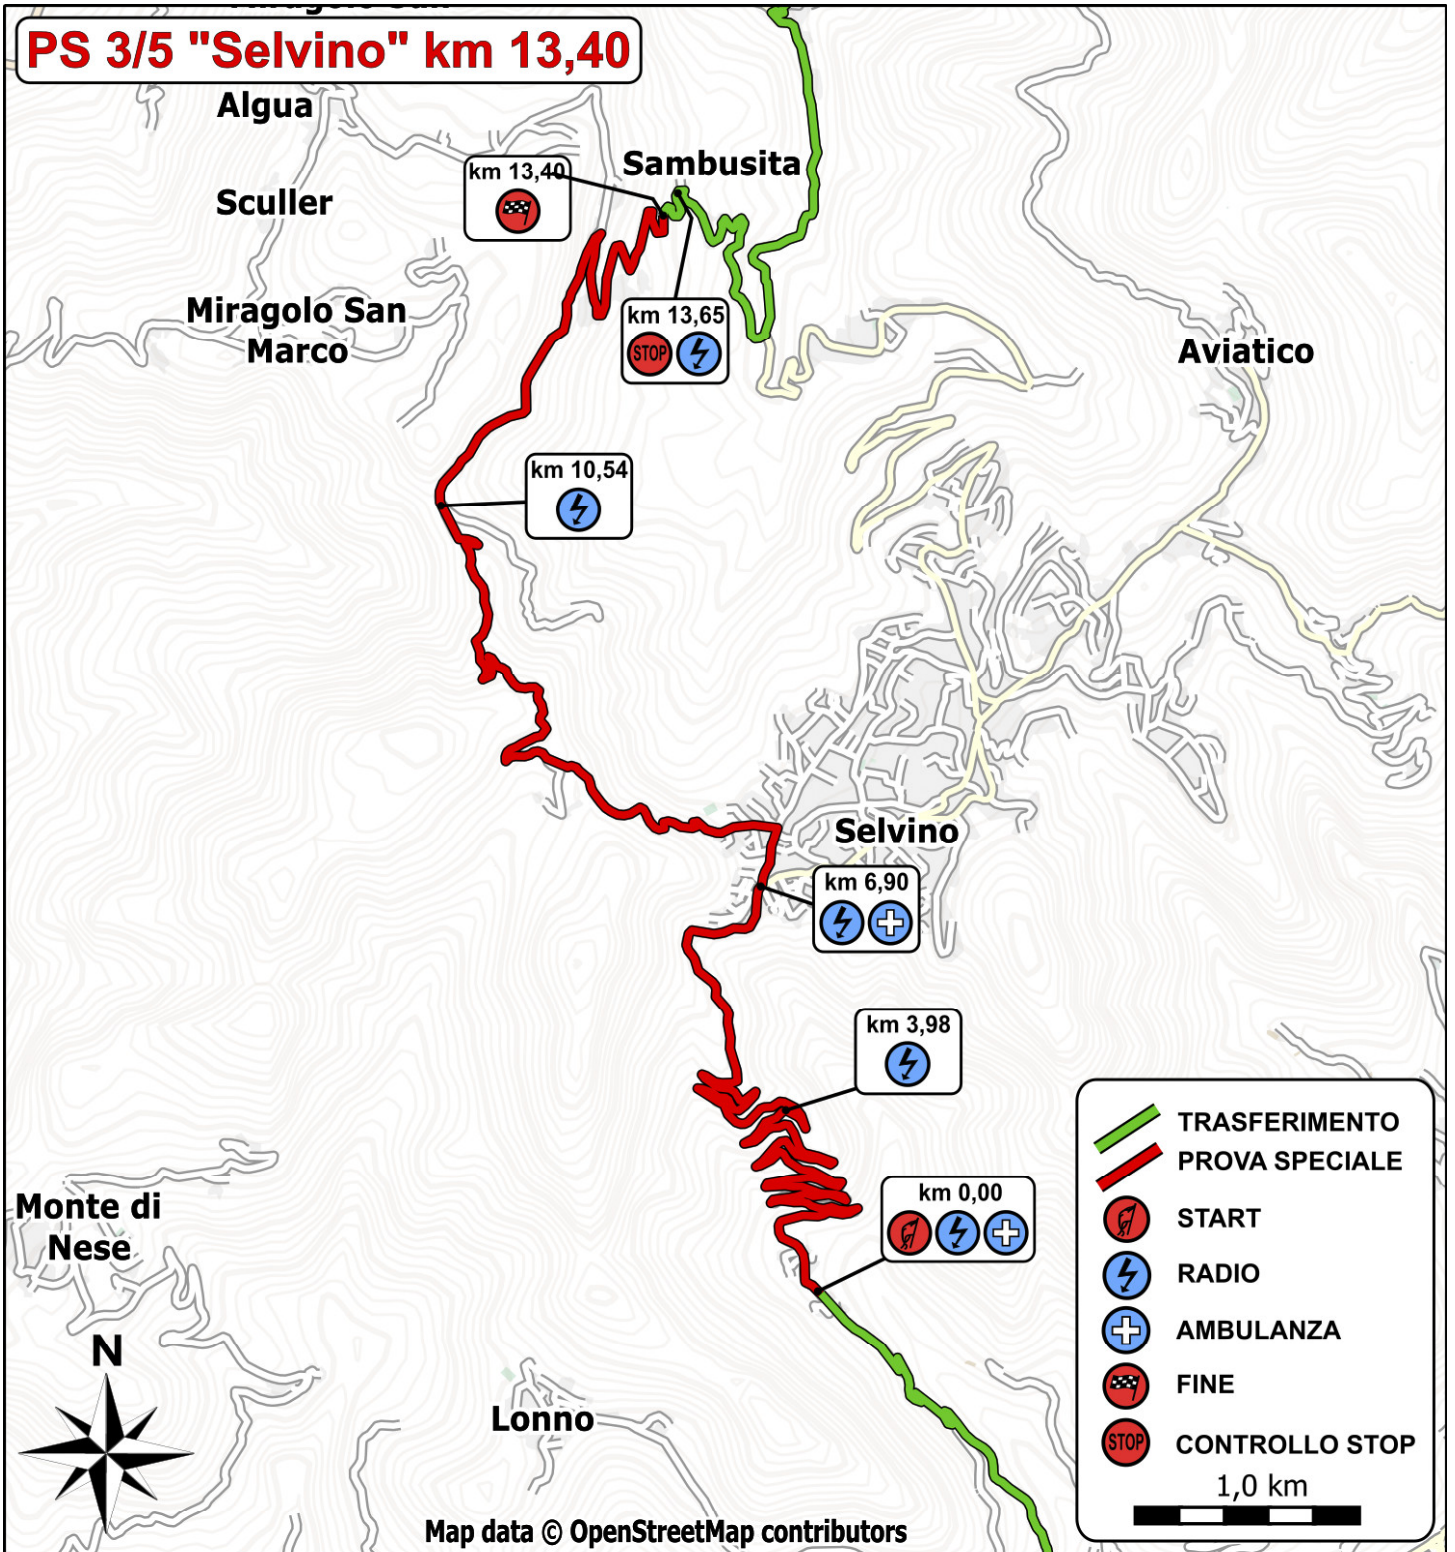 PS 3/5 "Selvino" km 13,40
Algua
km 13,40
Sambusita
Sculler
Miragolo San
Marco
km 13,65
STOP
Aviatico
km 10,54
Selvino
km 6,90
km 3,98
km 0,00
Monte di
Nese
N
Lonno
TRASFERIMENTO
PROVA SPECIALE
START
RADIO
AMBULANZA
FINE
STOP
CONTROLLO STOP
1,0 km
Map data © OpenStreetMap contributors